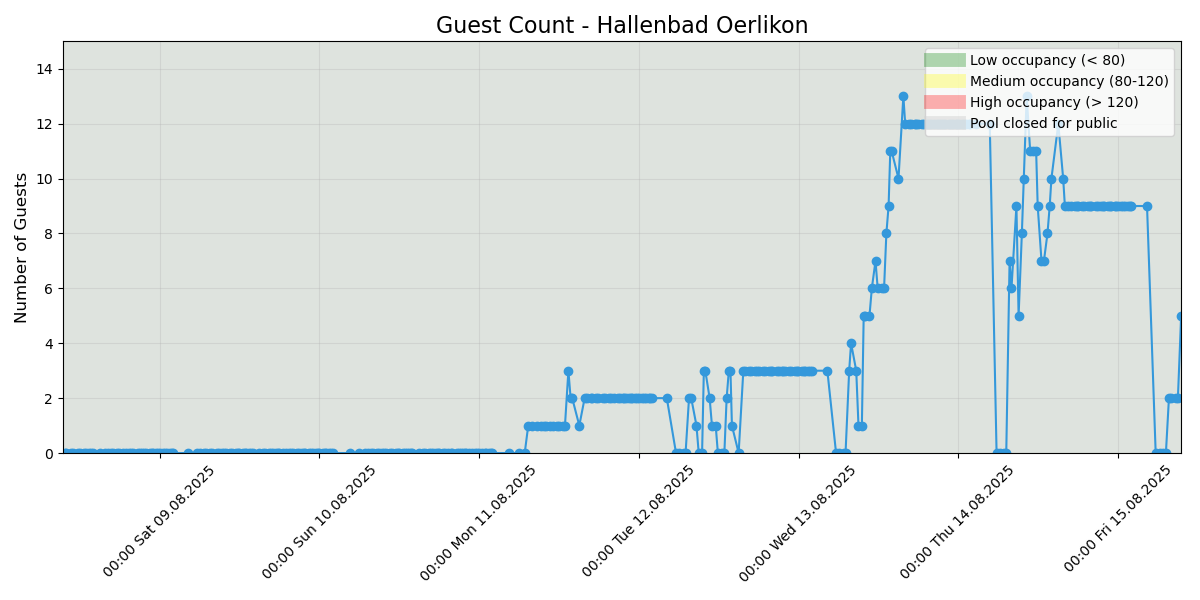 Guest Count - Hallenbad Oerlikon
Number of Guests
14
12
10
8
6
4
2
0
Low occupancy (< 80)
Medium occupancy (80-120)
High occupancy (> 120)
Pool closed for public
00:00 Sat 09.08.2025
00:00 Sun 10.08.2025
00:00 Mon 11.08.2025
00:00 Tue 12.08.2025
00:00 Wed 13.08.2025
00:00 Thu 14.08.2025
00:00 Fri 15.08.2025